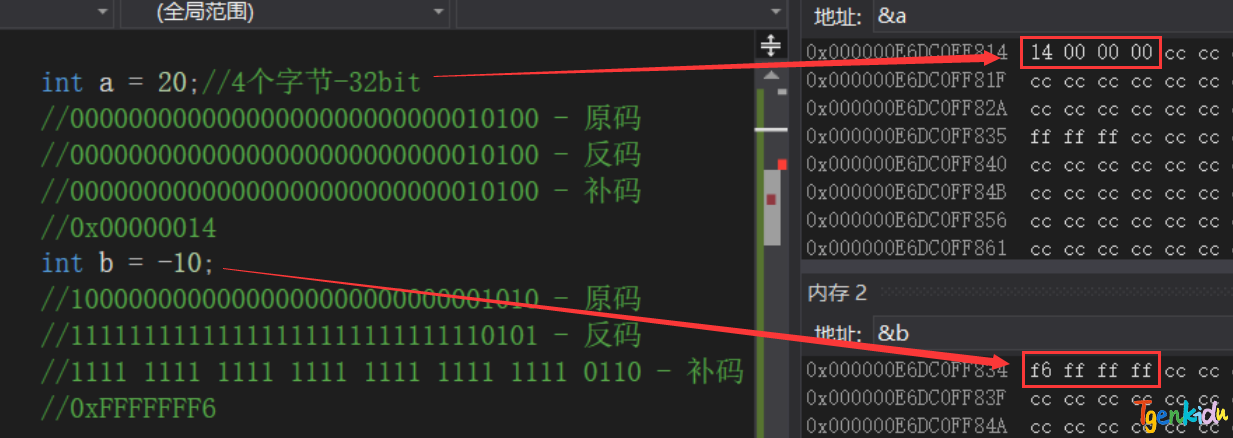 (全局范围)
int a = 20;//4个字节-32bit
//00000000000000000000000000010100 - 原码
//00000000000000000000000000010100 - 反码
//00000000000000000000000000010100 - 补码
//0x00000014
int b = -10;
//10000000000000000000000000001010 - 原码
//11111111111111111111111111110101 - 反码
//1111 1111 1111 1111 1111 1111 1111 0110 - 补码
//0xFFFFFFF6
地址: &a
0x000000E6DC0FF814 14 00 00 00 cc cc
0x000000E6DC0FF81F cc cc cc cc cc cc
0x000000E6DC0FF82A cc cc cc cc cc cc
0x000000E6DC0FF835 ff ff ff cc cc cc
0x000000E6DC0FF840 cc cc cc cc cc cc
0x000000E6DC0FF84B cc cc cc cc cc cc
0x000000E6DC0FF856 cc cc cc cc cc cc
0x000000E6DC0FF861 cc cc cc cc cc cc
内存 2
地址: &b
0x000000E6DC0FF834 f6 ff ff ff cc cc
0x000000E6DC0FF83F cc cc cc cc cc cc
0x000000E6DC0FF84A cc cc cc cc cc cc
Tgenkidu